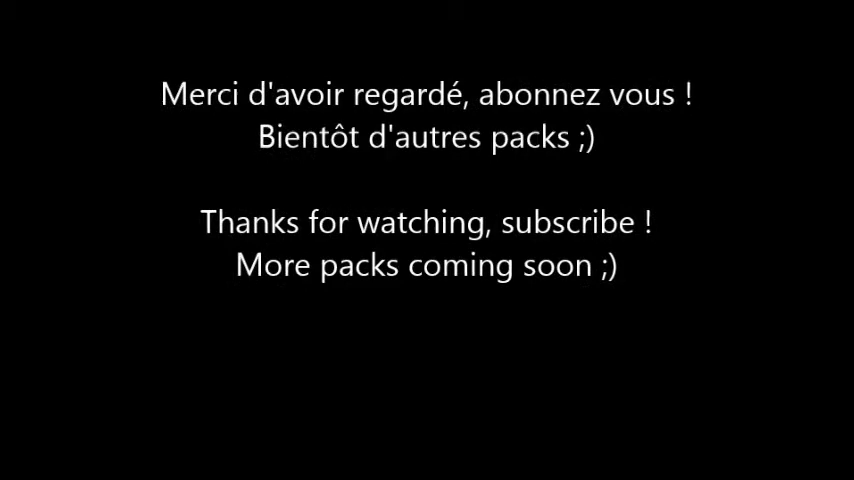 Merci d'avoir regardé, abonnez vous !
Bientôt d'autres packs ;)
Thanks for watching, subscribe !
More packs coming soon ;)